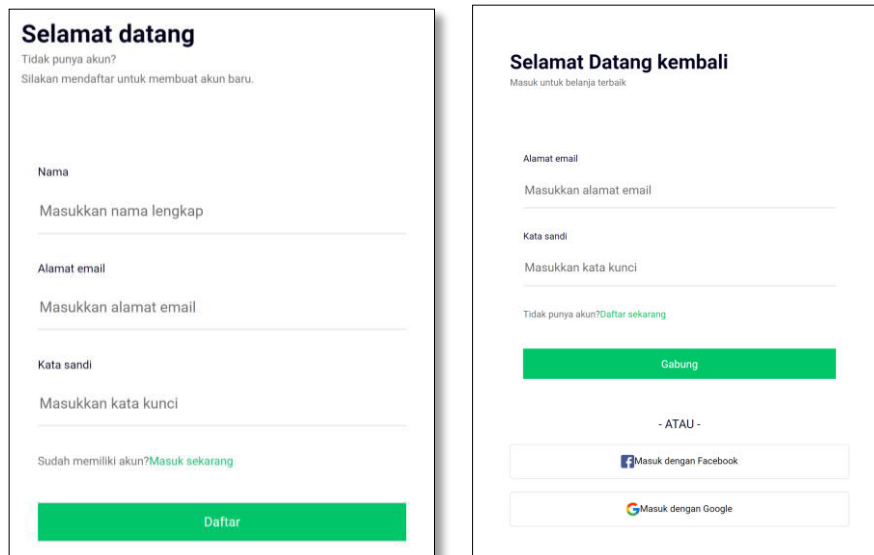 Selamat datang
Tidak punya akun?
Silakan mendaftar untuk membuat akun baru.
Nama
Masukkan nama lengkap
Alamat email
Masukkan alamat email
Kata sandi
Masukkan kata kunci
Sudah memiliki akun?Masuk sekarang
Daftar
Selamat Datang kembali
Masuk untuk belanja terbaik
Alamat email
Masukkan alamat email
Kata sandi
Masukkan kata kunci
Tidak punya akun?Daftar sekarang
Gabung
- ATAU -
Masuk dengan Facebook
Masuk dengan Google